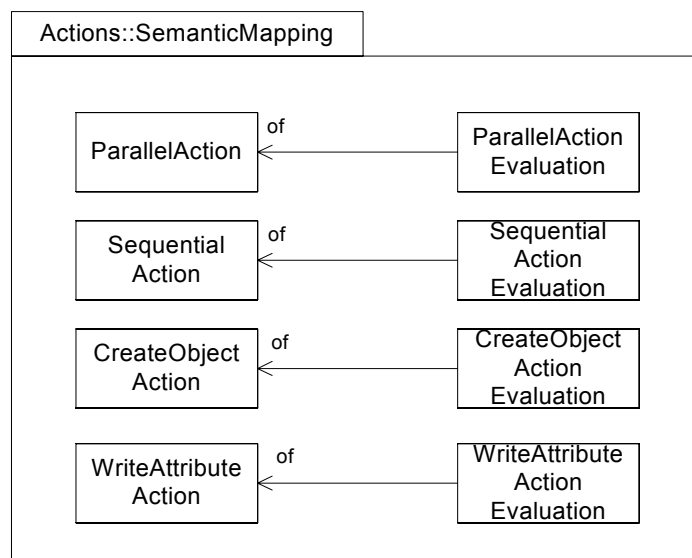 Actions::SemanticMapping
ParallelAction
of
ParallelAction
Evaluation
Sequential
Action
of
Sequential
Action
Evaluation
CreateObject
Action
of
CreateObject
Action
Evaluation
WriteAttribute
Action
of
WriteAttribute
Action
Evaluation